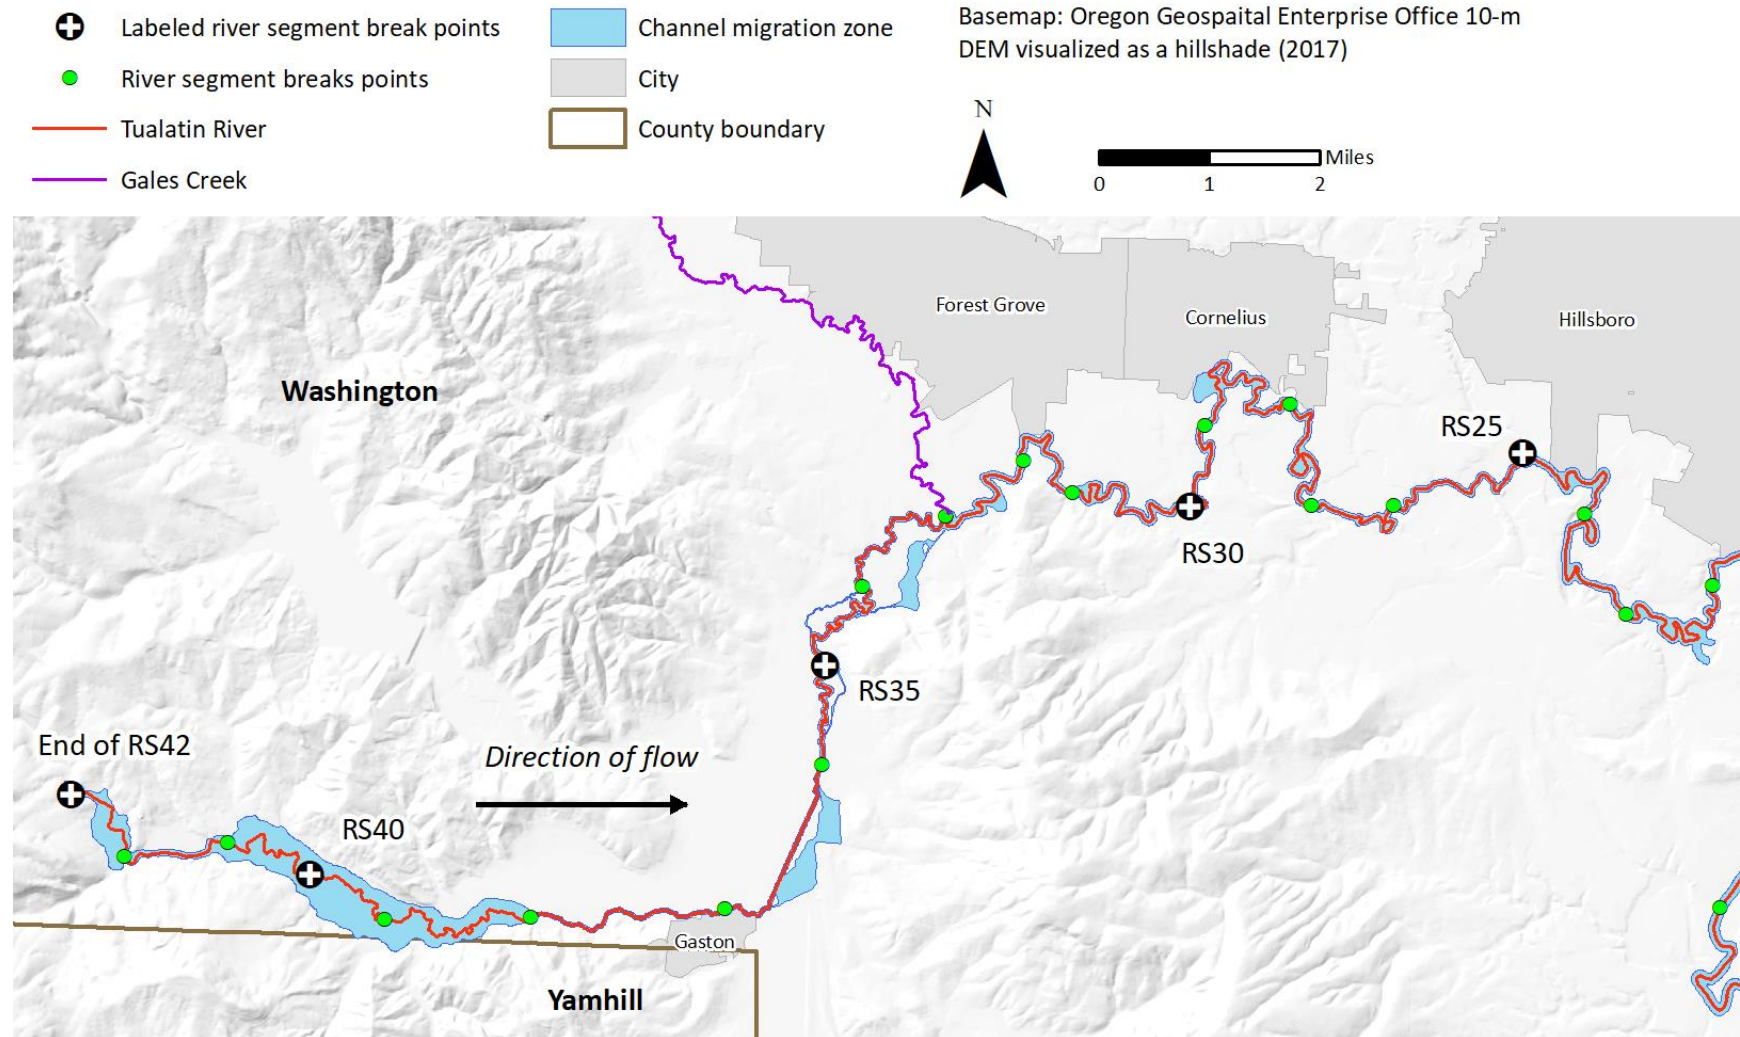 Labeled river segment break points
River segment breaks points
Tualatin River
Gales Creek
Channel migration zone
City
County boundary
Basemap: Oregon Geospaital Enterprise Office 10-m
DEM visualized as a hillshade (2017)
N
Miles
0 1 2
Forest Grove
Cornelius
Hillsboro
Washington
RS25
RS30
RS35
End of RS42
Direction of flow
RS40
Gaston
Yamhill